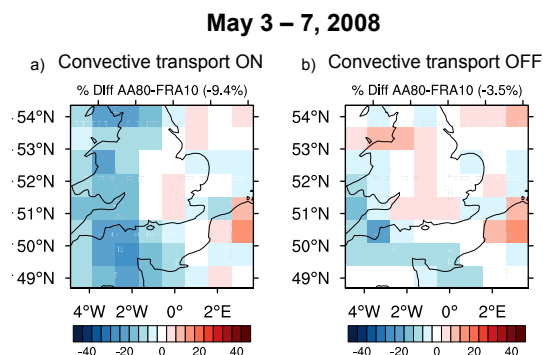 May 3 – 7, 2008
a) Convective transport ON
b) Convective transport OFF
% Diff AA80-FRA10 (-9.4%)
% Diff AA80-FRA10 (-3.5%)
54°N
53°N
52°N
51°N
50°N
49°N
4°W 2°W 0° 2°E
-40 -20 0 20 40
54°N
53°N
52°N
51°N
50°N
49°N
4°W 2°W 0° 2°E
-40 -20 0 20 40